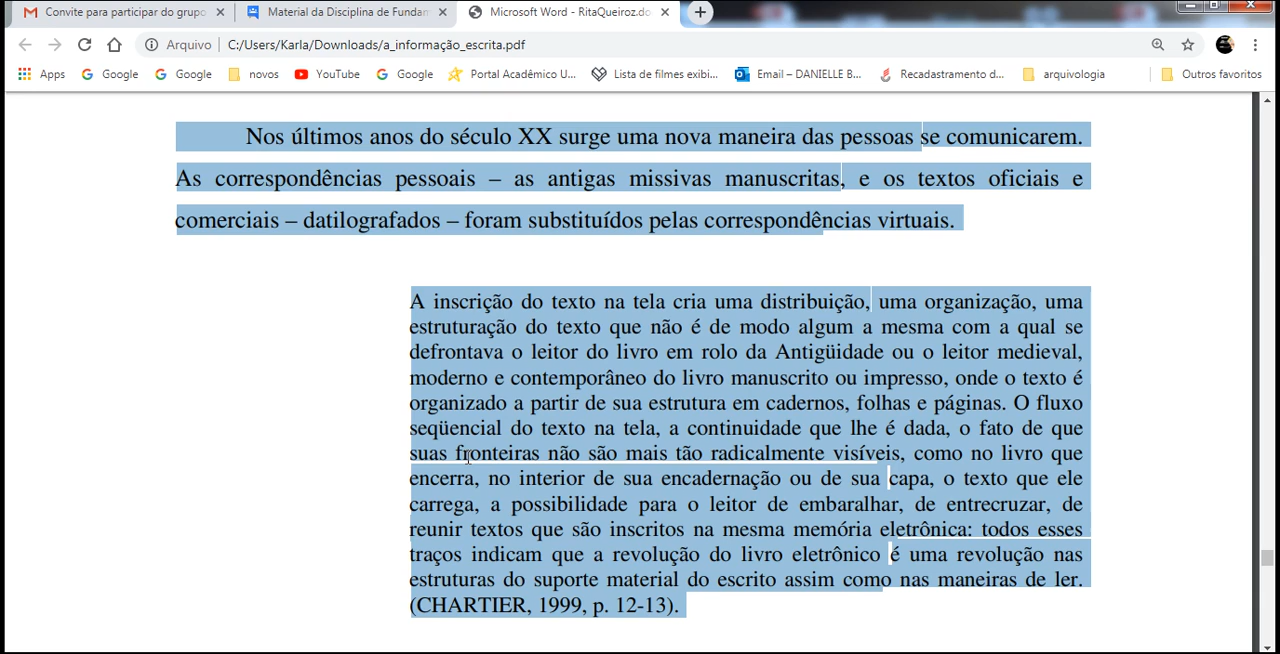 Convite para participar do grupo
Material da Disciplina de Fundam
Microsoft Word - RitaQueiroz.do
Arquivo
C:/Users/Karla/Downloads/a_informação_escrita.pdf
Apps
Google
Google
novos
YouTube
Google
Portal Acadêmico U...
Lista de filmes exibi...
Email – DANIELLE B...
Recadastramento d...
arquivologia
Outros favoritos
Nos últimos anos do século XX surge uma nova maneira das pessoas se comunicarem.
As correspondências pessoais – as antigas missivas manuscritas, e os textos oficiais e
comerciais – datilografados – foram substituídos pelas correspondências virtuais.
A inscrição do texto na tela cria uma distribuição, uma organização, uma
estruturação do texto que não é de modo algum a mesma com a qual se
defrontava o leitor do livro em rolo da Antigüidade ou o leitor medieval,
moderno e contemporâneo do livro manuscrito ou impresso, onde o texto é
organizado a partir de sua estrutura em cadernos, folhas e páginas. O fluxo
seqüencial do texto na tela, a continuidade que lhe é dada, o fato de que
suas fronteiras não são mais tão radicalmente visíveis, como no livro que
encerra, no interior de sua encadernação ou de sua capa, o texto que ele
carrega, a possibilidade para o leitor de embaralhar, de entrecruzar, de
reunir textos que são inscritos na mesma memória eletrônica: todos esses
traços indicam que a revolução do livro eletrônico é uma revolução nas
estruturas do suporte material do escrito assim como nas maneiras de ler.
(CHARTIER, 1999, p. 12-13).